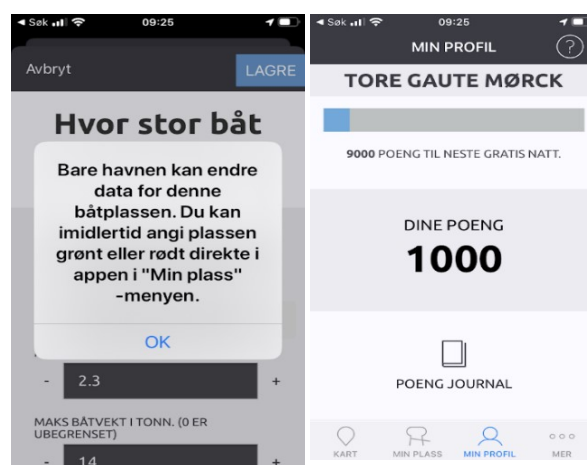 Søk
09:25
Avbryt
LAGRE
Hvor stor båt
Bare havnen kan endre
data for denne
båtplassen. Du kan
imidlertid angi plassen
grønt eller rødt direkte i
appen i "Min plass"
-menyen.
OK
- 2.3 +
MAKS BÅTVEKT I TONN. (0 ER
UBEGRENSET)
- 14 +
Søk
09:25
MIN PROFIL
?
TORE GAUTE MØRCK
9000 POENG TIL NESTE GRATIS NATT.
DINE POENG
1000
POENG JOURNAL
KART
MIN PLASS
MIN PROFIL
MER